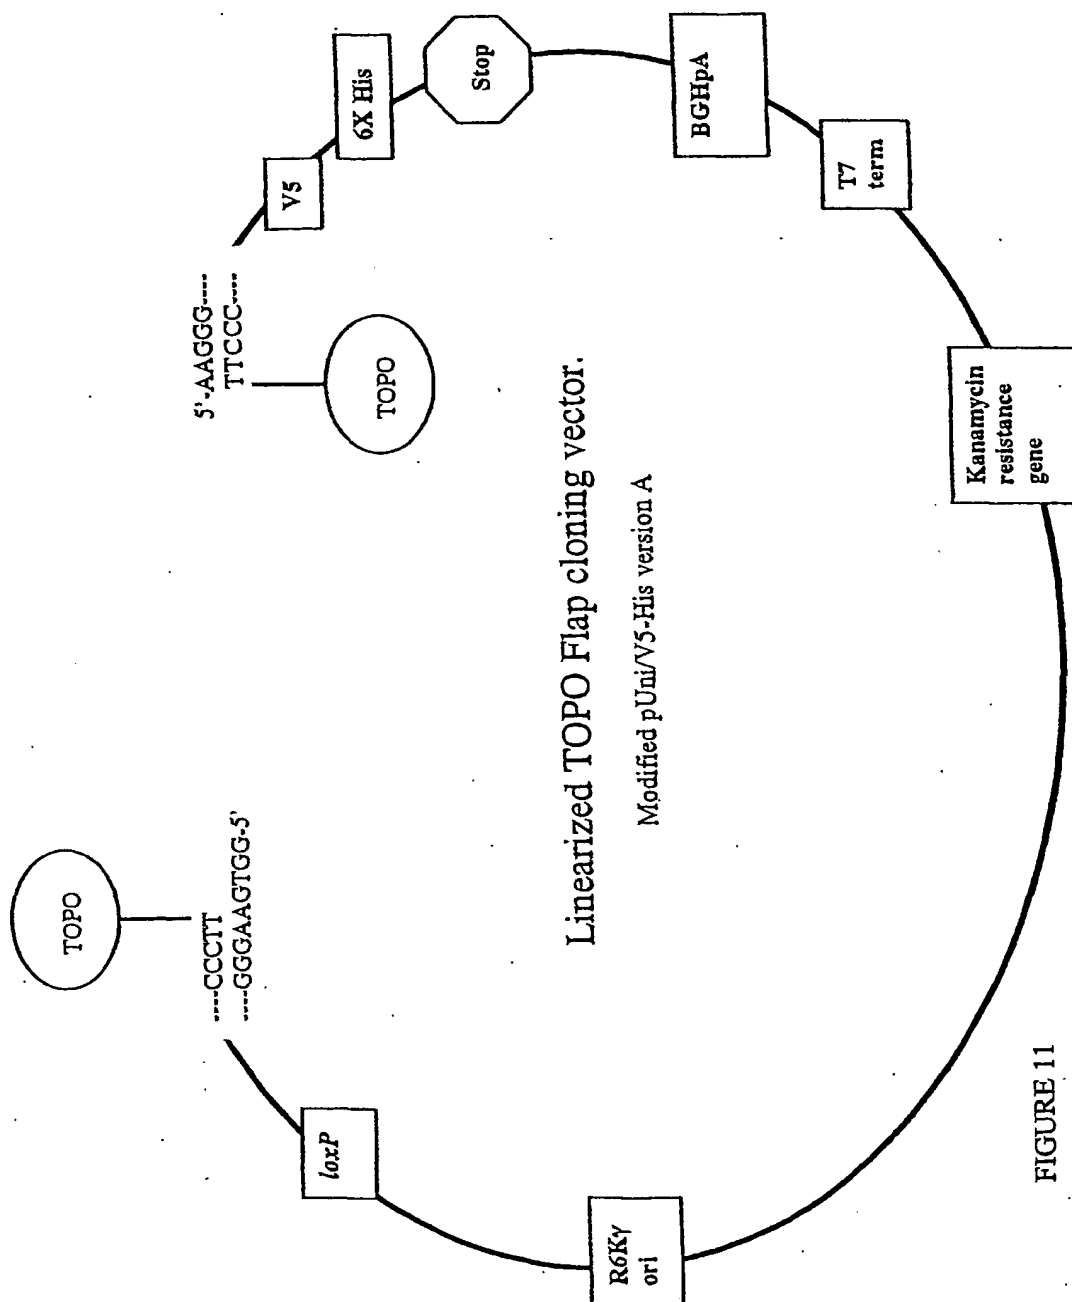 TOPO
----CCCTT
----GGGAAGTGG-5'
5'-AAGGG----
TTCCC----
TOPO
V5
6X His
Stop
BGHpA
T7
term
Kanamycin
resistance
gene
R6Kγ
ori
loxP
Linearized TOPO Flap cloning vector.
Modified pUni/V5-His version A
FIGURE 11